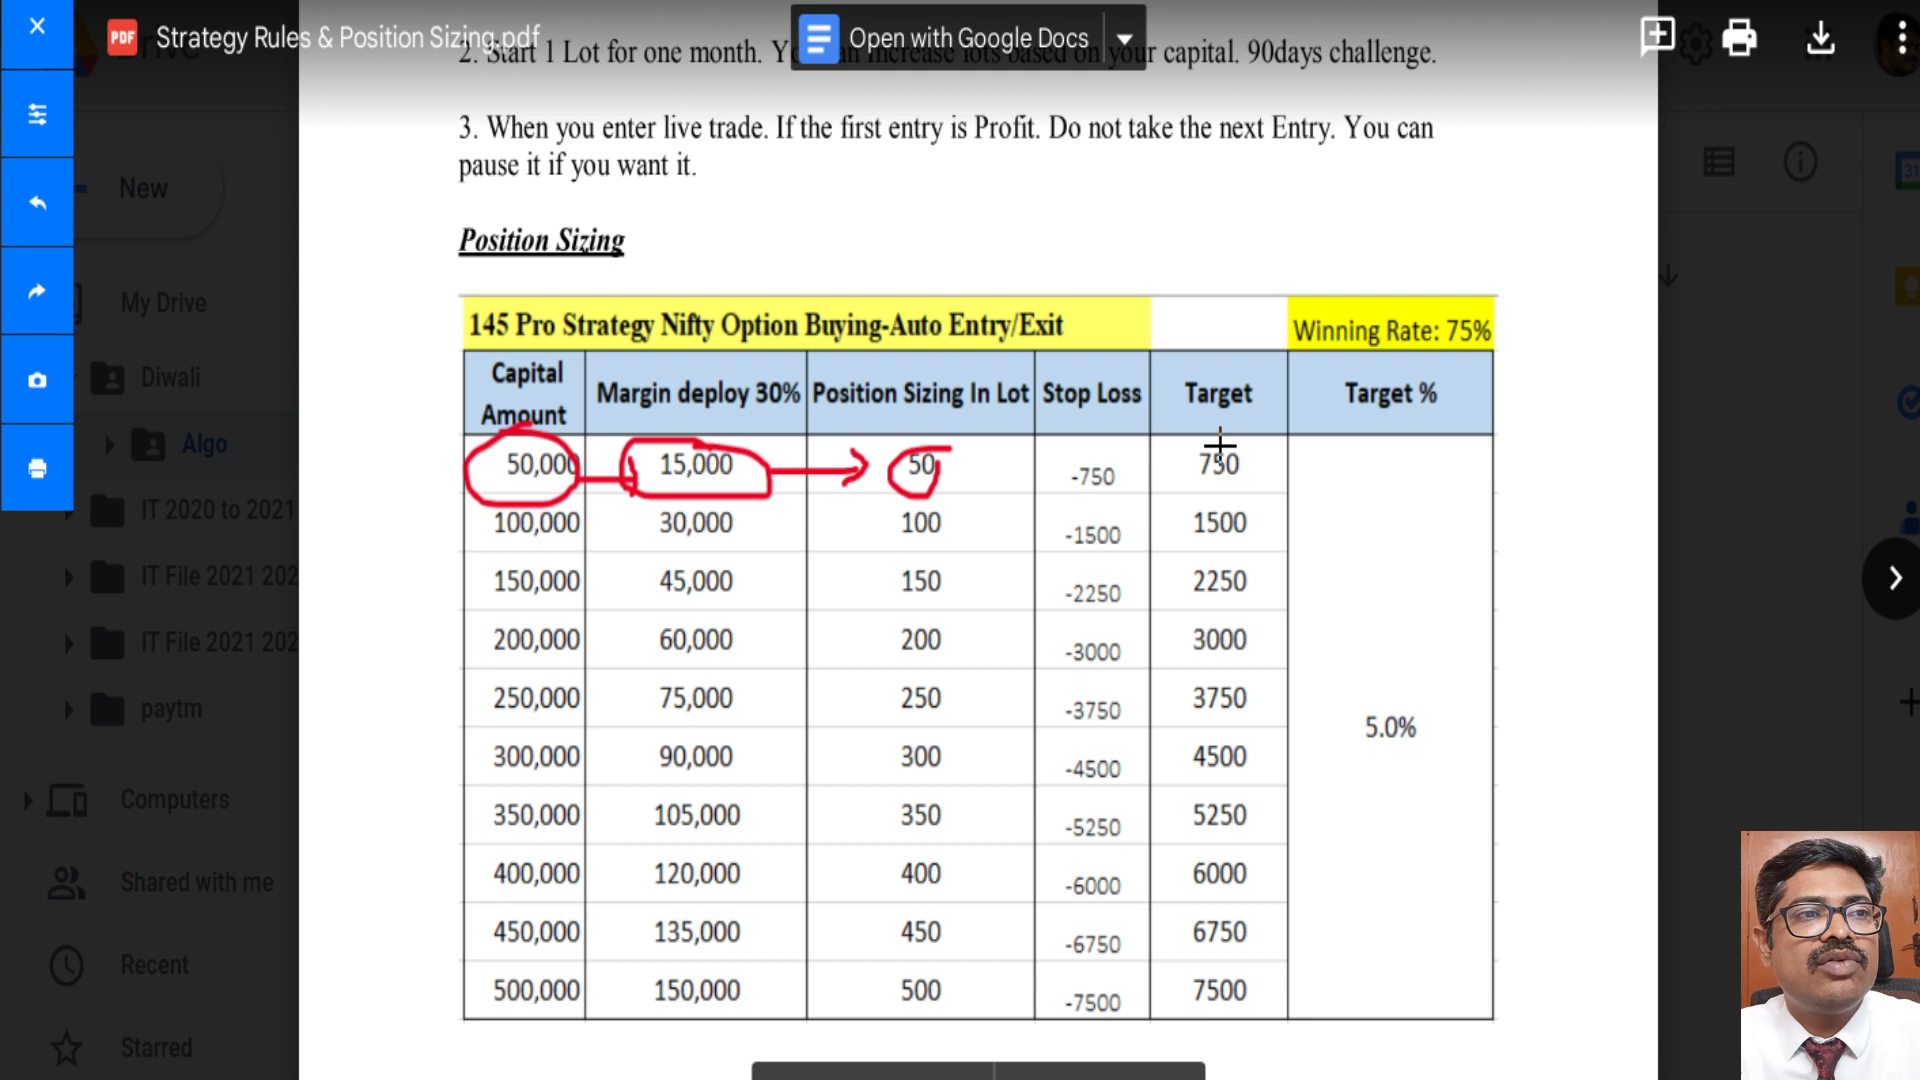 PDF Strategy Rules & Position Sizing.pdf
Open with Google Docs
2. Start 1 Lot for one month. increase lots based on your capital. 90days challenge.
3. When you enter live trade. If the first entry is Profit. Do not take the next Entry. You can
pause it if you want it.
Position Sizing
145 Pro Strategy Nifty Option Buying-Auto Entry/Exit Winning Rate: 75%
Capital Amount Margin deploy 30% Position Sizing In Lot Stop Loss Target Target %
50,000 15,000 50 -750 750
100,000 30,000 100 -1500 1500
150,000 45,000 150 -2250 2250
200,000 60,000 200 -3000 3000
250,000 75,000 250 -3750 3750
5.0%
300,000 90,000 300 -4500 4500
350,000 105,000 350 -5250 5250
400,000 120,000 400 -6000 6000
450,000 135,000 450 -6750 6750
500,000 150,000 500 -7500 7500
New
My Drive
Diwali
Algo
IT 2020 to 2021
IT File 2021 202
IT File 2021 202
paytm
Computers
Shared with me
Recent
Starred
31